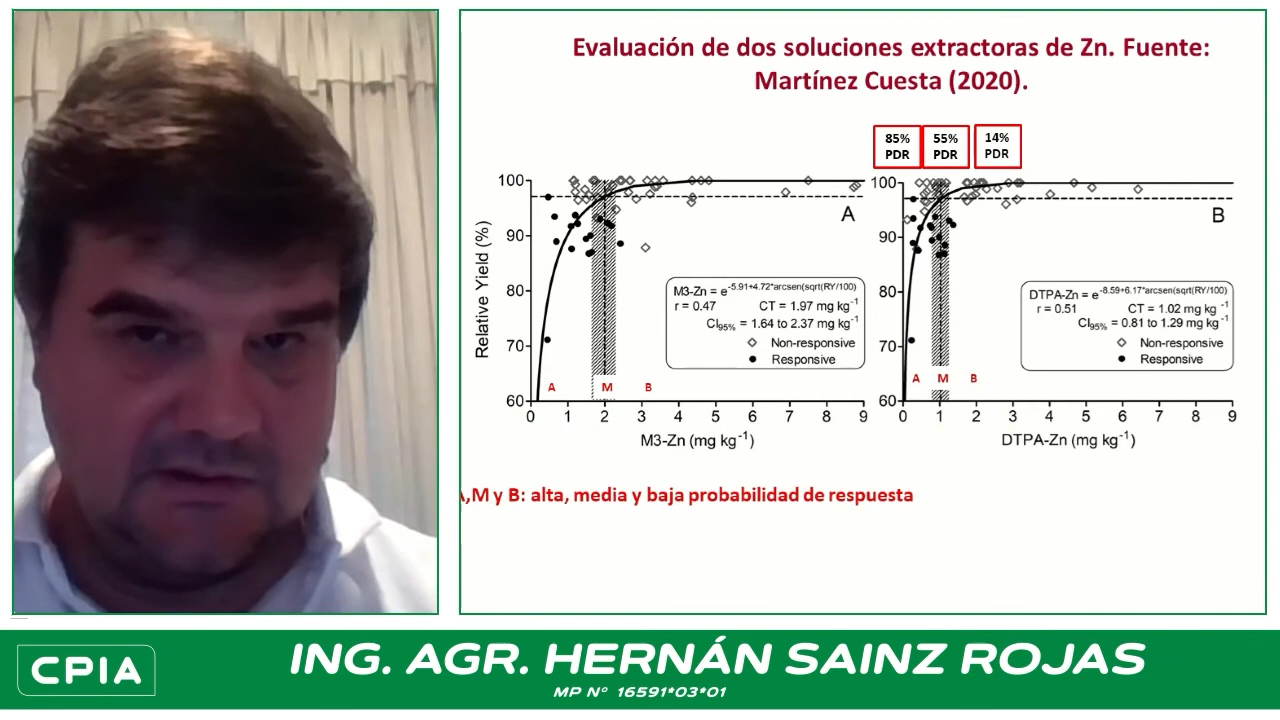 Evaluación de dos soluciones extractoras de Zn. Fuente:
Martínez Cuesta (2020).
85%
PDR
55%
PDR
14%
PDR
Relative Yield (%)
100
90
80
70
60
A
M3-Zn = e^-5.91+4.72*arcsen(sqrt(RY/100)
r = 0.47 CT = 1.97 mg kg^-1
CI95% = 1.64 to 2.37 mg kg^-1
Non-responsive
Responsive
A M B
0 1 2 3 4 5 6 7 8 9
M3-Zn (mg kg^-1)
100
90
80
70
60
B
DTPA-Zn = e^-8.59+6.17*arcsen(sqrt(RY/100)
r = 0.51 CT = 1.02 mg kg^-1
CI95% = 0.81 to 1.29 mg kg^-1
Non-responsive
Responsive
A M B
0 1 2 3 4 5 6 7 8 9
DTPA-Zn (mg kg^-1)
A,M y B: alta, media y baja probabilidad de respuesta
CPIA
ING. AGR. HERNÁN SAINZ ROJAS
MP Nº 16591*03*01